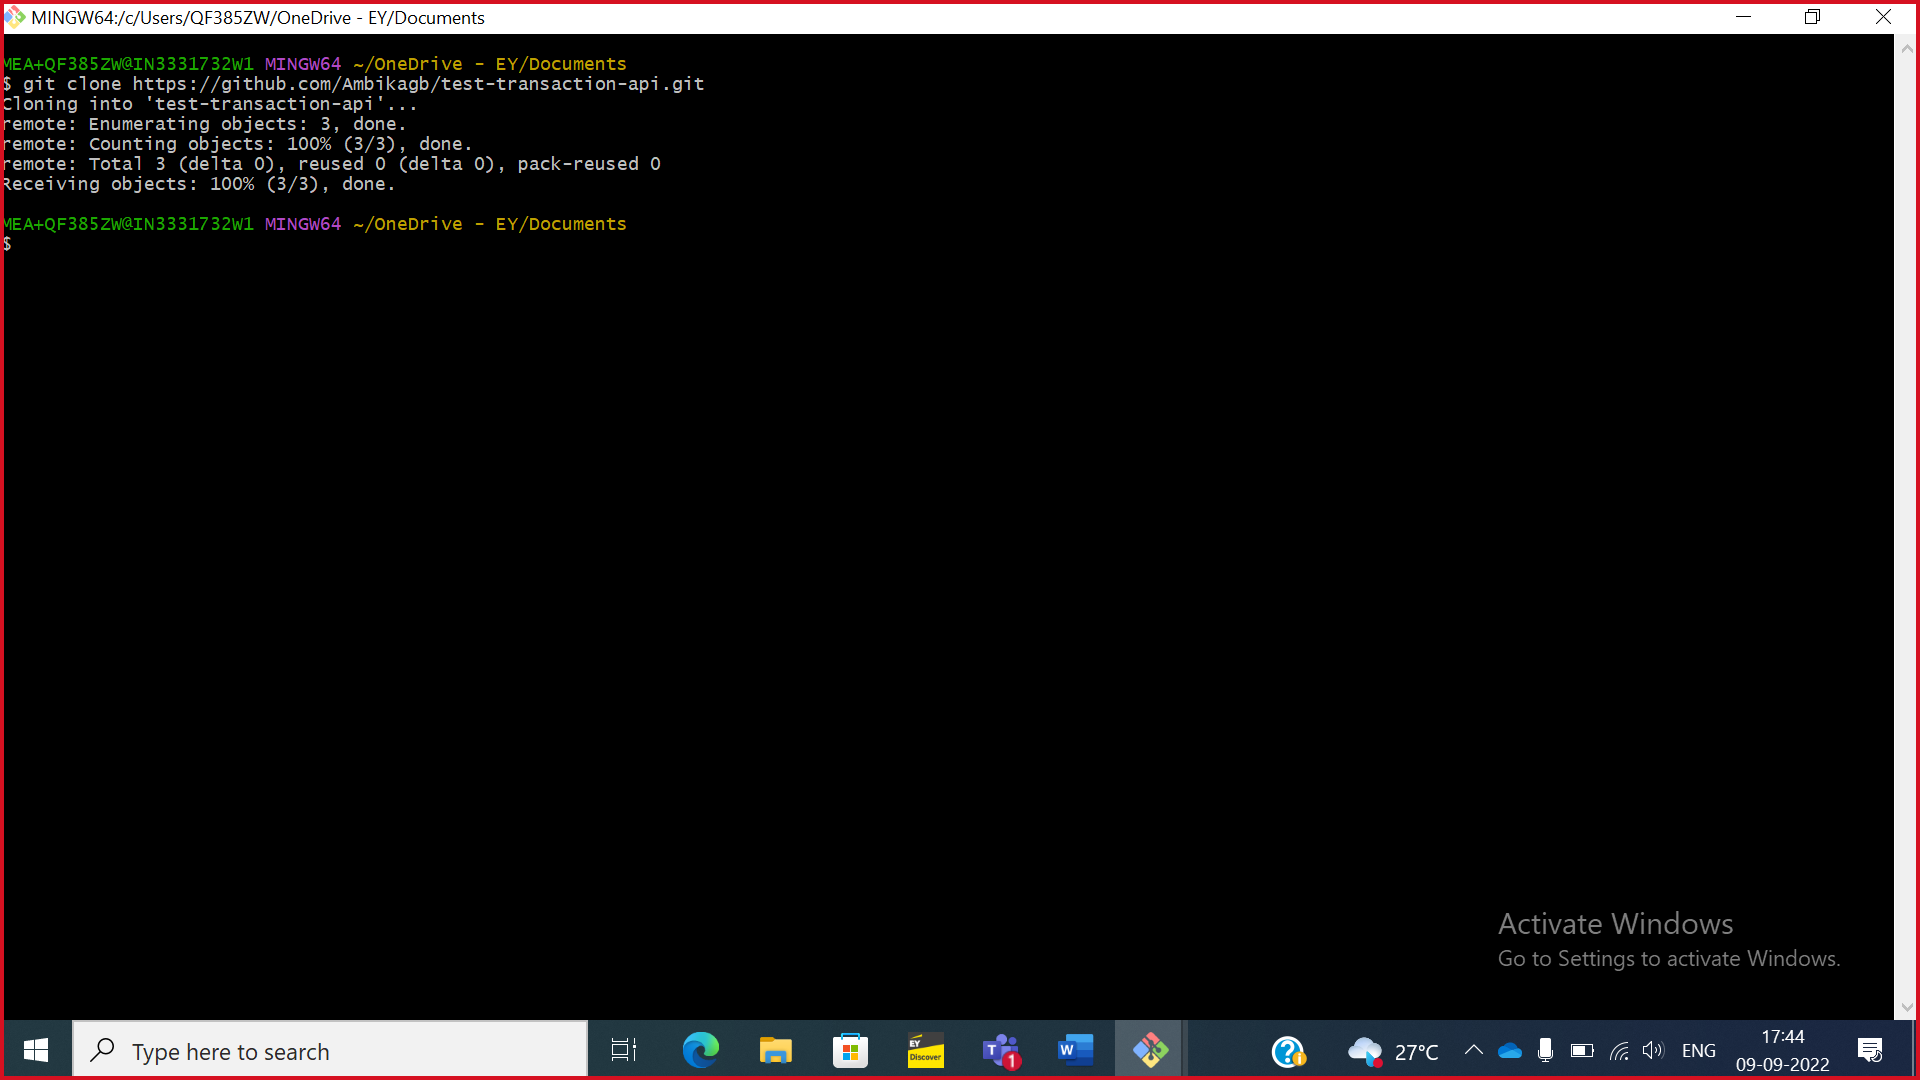 MINGW64:/c/Users/QF385ZW/OneDrive - EY/Documents
MEA+QF385ZW@IN3331732W1 MINGW64 ~/OneDrive - EY/Documents
$ git clone https://github.com/Ambikagb/test-transaction-api.git
Cloning into 'test-transaction-api'...
remote: Enumerating objects: 3, done.
remote: Counting objects: 100% (3/3), done.
remote: Total 3 (delta 0), reused 0 (delta 0), pack-reused 0
Receiving objects: 100% (3/3), done.
MEA+QF385ZW@IN3331732W1 MINGW64 ~/OneDrive - EY/Documents
$
Activate Windows
Go to Settings to activate Windows.
Type here to search
EY
Discover
T
1
W
?
27°C
ENG
17:44
09-09-2022